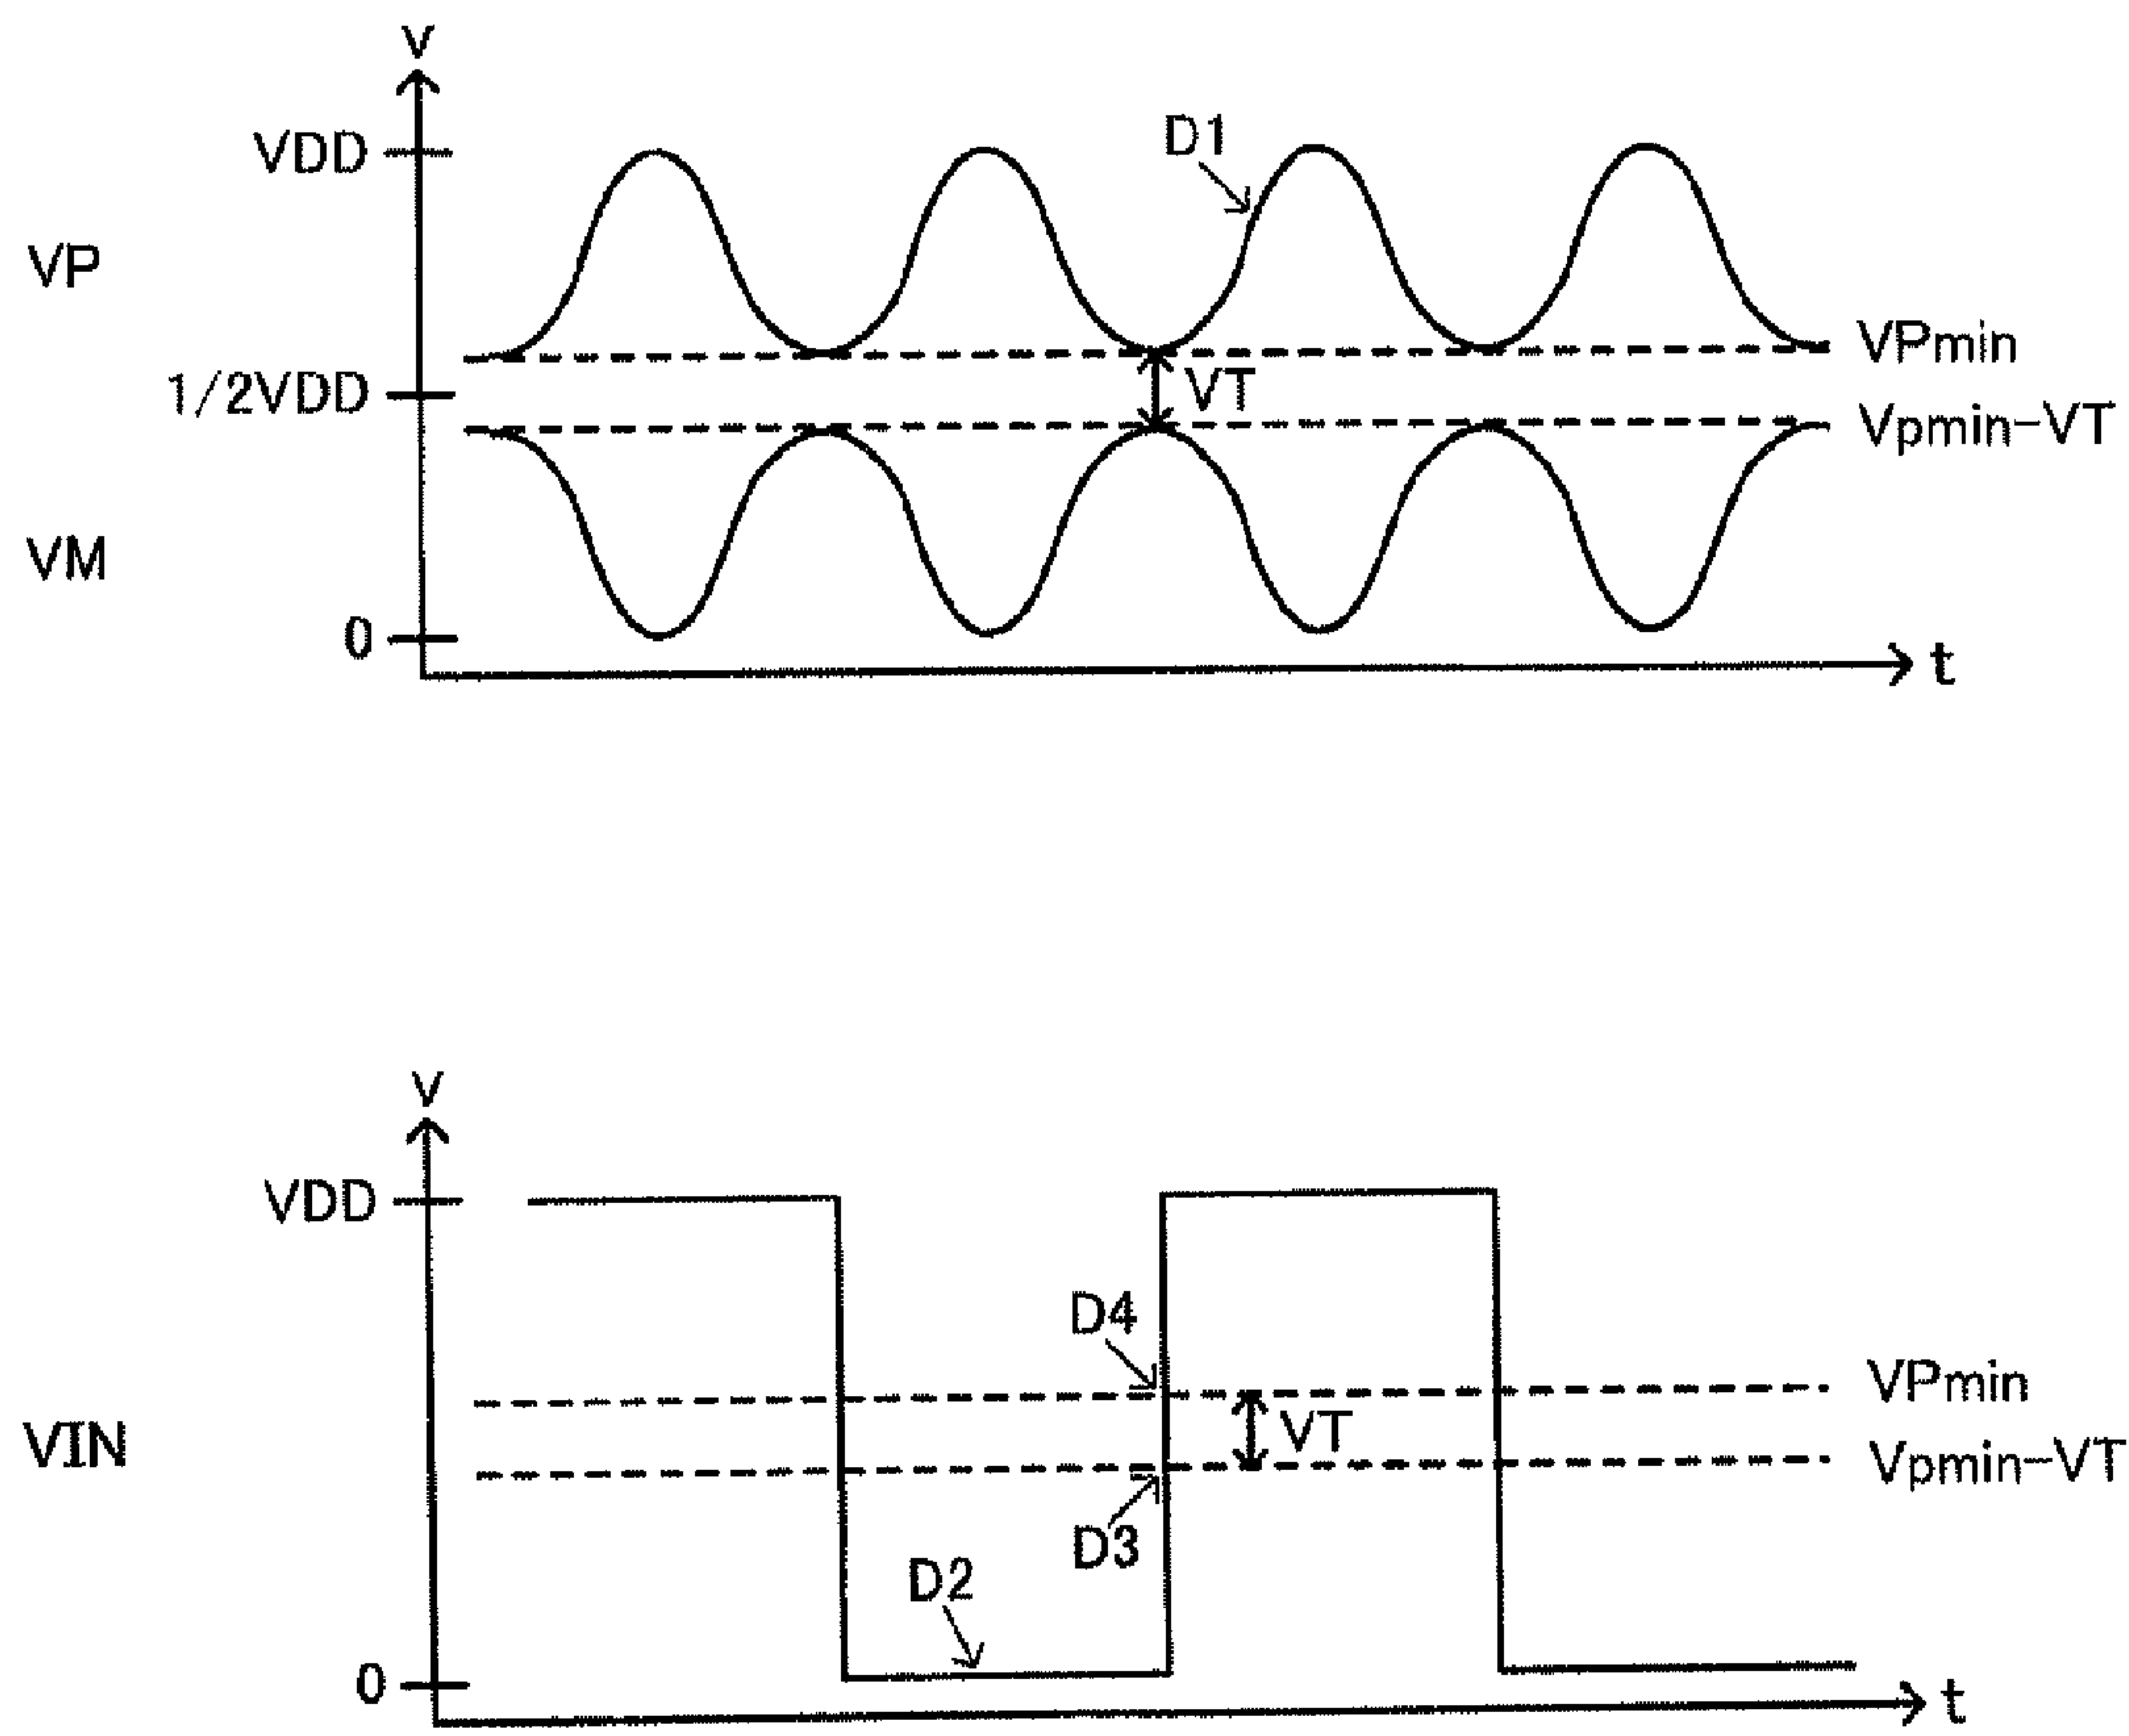 v
VDD
D1
VP
VPmin
1/2VDD
VT
Vpmin-VT
VM
0
t
v
VDD
D4
VPmin
VIN
VT
Vpmin-VT
D3
D2
0
t